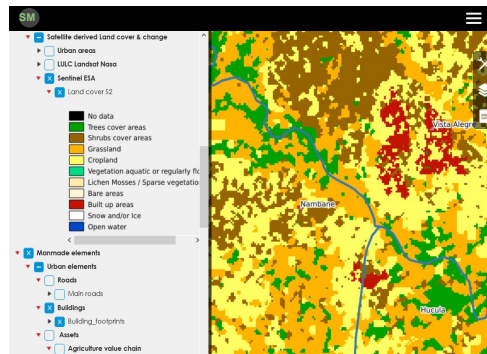 SM
Satellite derived Land cover & change
Urban areas
LULC Landsat Nasa
Sentinel ESA
Land cover S2
No data
Trees cover areas
Shrubs cover areas
Grassland
Cropland
Vegetation aquatic or regularly flo
Lichen Mosses / Sparse vegetatio
Bare areas
Built up areas
Snow and/or Ice
Open water
Manmade elements
Urban elements
Roads
Main roads
Buildings
Building_footprints
Assets
Agriculture value chain
Vista Alegre
Nambane
Hucula